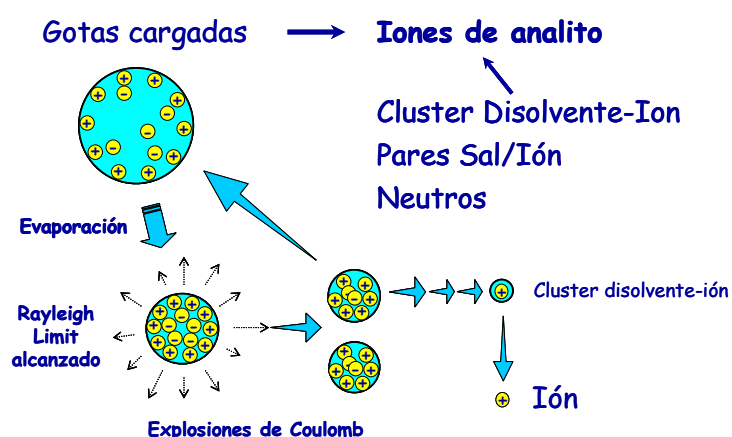 Gotas cargadas
Iones de analito
Cluster Disolvente-Ion
Pares Sal/Ión
Neutros
Evaporación
Rayleigh
Limit
alcanzado
Cluster disolvente-ión
Ión
Explosiones de Coulomb